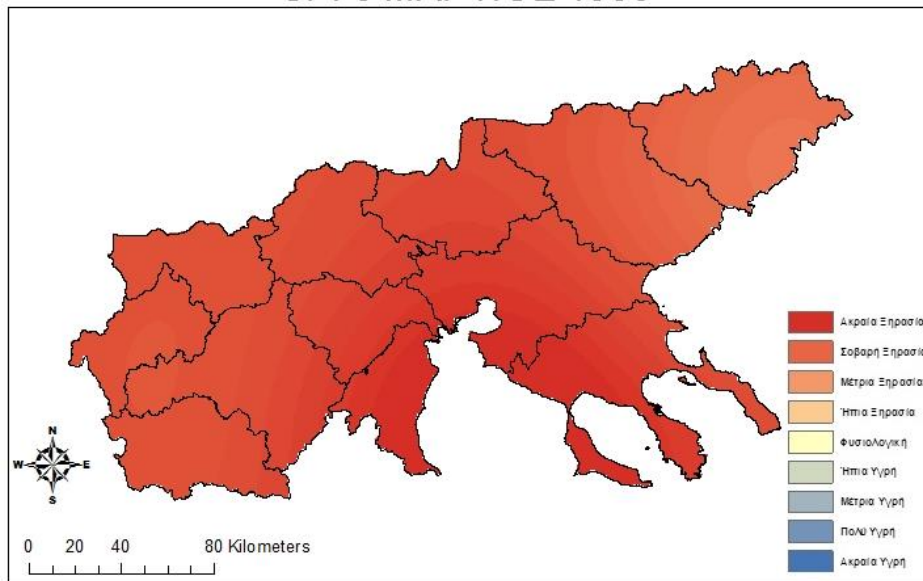 N
W E
S
0 20 40 80 Kilometers
Ακραία Ξηρασία
Σοβαρή Ξηρασία
Μέτρια Ξηρασία
Ήπια Ξηρασία
Φυσιολογική
Ήπια Υγρή
Μέτρια Υγρή
Πολύ Υγρή
Ακραία Υγρή